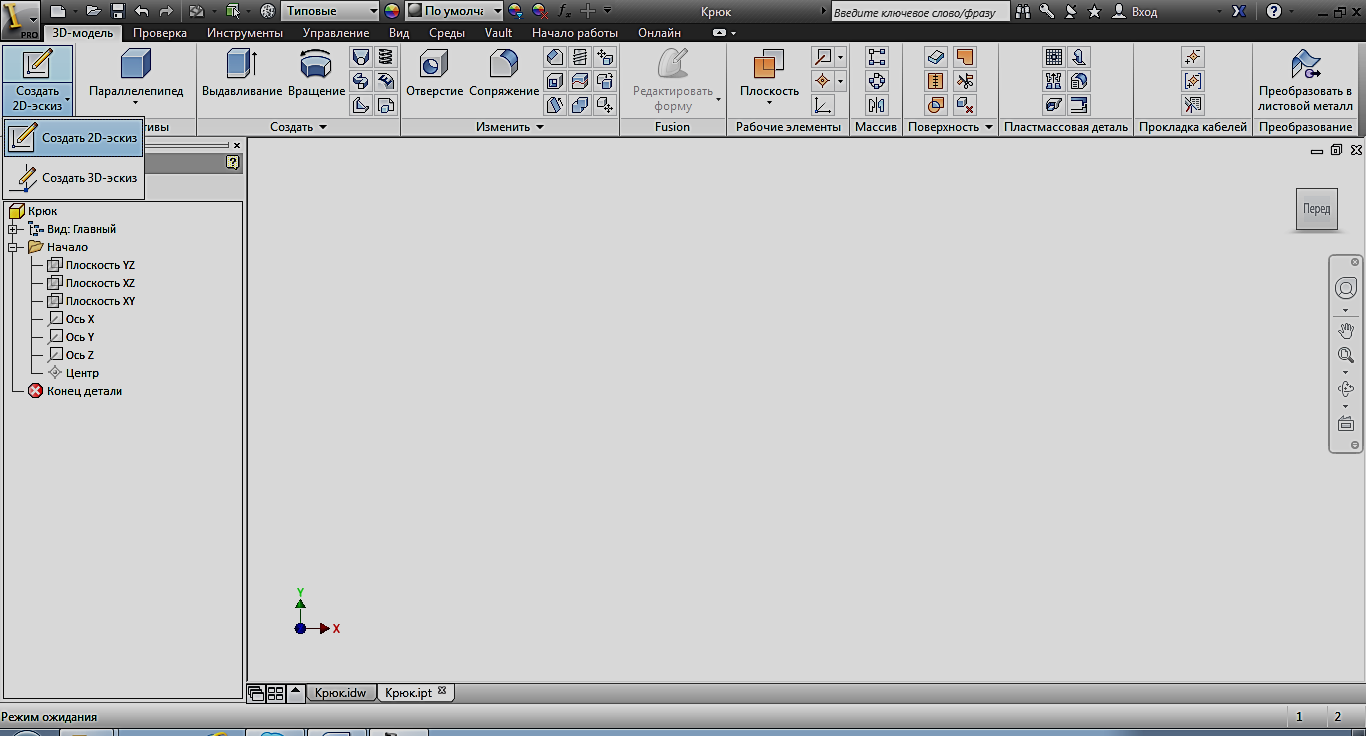 Типовые По умолча fx Крюк Введите ключевое слово/фразу Вход
PRO 3D-модель Проверка Инструменты Управление Вид Среды Vault Начало работы Онлайн
Создать 2D-эскиз
Параллелепипед
Выдавливание
Вращение
Отверстие
Сопряжение
Редактировать форму
Плоскость
Преобразовать в листовой металл
Создать Изменить Fusion Рабочие элементы Массив Поверхность Пластмассовая деталь Прокладка кабелей Преобразование
Создать 2D-эскиз
Создать 3D-эскиз
Крюк
Вид: Главный
Начало
Плоскость YZ
Плоскость XZ
Плоскость XY
Ось X
Ось Y
Ось Z
Центр
Конец детали
Перед
Y
X
Крюк.idw Крюк.ipt
Режим ожидания 1 2